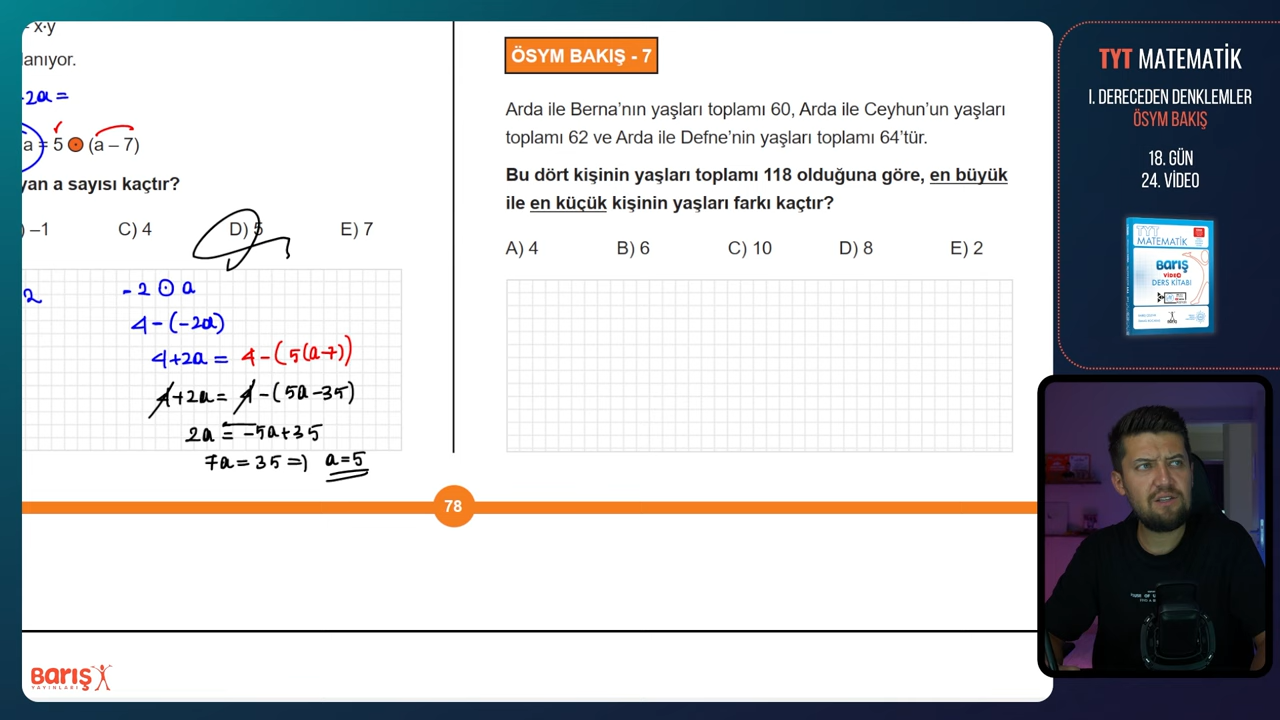 x·y
anıyor.
2a =
a = 5 (a – 7)
yan a sayısı kaçtır?
–1
C) 4
D) 5
E) 7
2
-2 ⊙ a
4-(-2a)
4+2a = 4-(5(a-7))
4+2a = 4-(5a-35)
2a = -5a+35
7a = 35 => a=5
ÖSYM BAKIŞ - 7
Arda ile Berna’nın yaşları toplamı 60, Arda ile Ceyhun’un yaşları
toplamı 62 ve Arda ile Defne’nin yaşları toplamı 64’tür.
Bu dört kişinin yaşları toplamı 118 olduğuna göre, en büyük
ile en küçük kişinin yaşları farkı kaçtır?
A) 4
B) 6
C) 10
D) 8
E) 2
78
BARIŞ
YAYINLARI
TYT MATEMATİK
I. DERECEDEN DENKLEMLER
ÖSYM BAKIŞ
18. GÜN
24. VİDEO
TYT
MATEMATİK
BARIŞ
VİDEO
DERS KİTABI